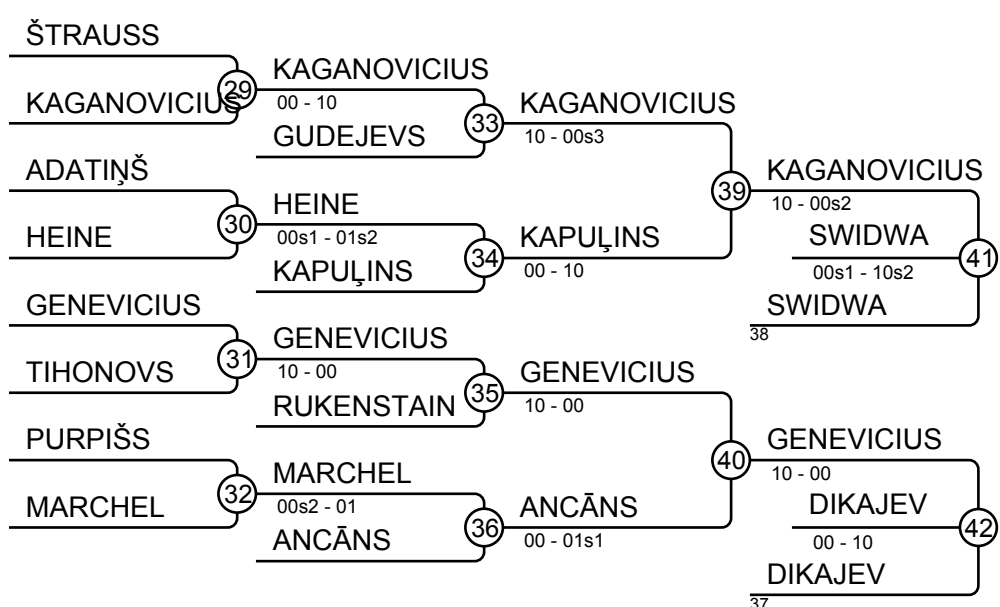 ŠTRAUSS
KAGANOVICIUS
29
KAGANOVICIUS
00 - 10
GUDEJEVS
33
KAGANOVICIUS
10 - 00s3
ADATIŅŠ
HEINE
30
HEINE
00s1 - 01s2
KAPUĻINS
34
KAPUĻINS
00 - 10
39
KAGANOVICIUS
10 - 00s2
SWIDWA
00s1 - 10s2
41
SWIDWA
38
GENEVICIUS
TIHONOVS
31
GENEVICIUS
10 - 00
RUKENSTAIN
35
GENEVICIUS
10 - 00
PURPIŠS
MARCHEL
32
MARCHEL
00s2 - 01
ANCĀNS
36
ANCĀNS
00 - 01s1
40
GENEVICIUS
10 - 00
DIKAJEV
00 - 10
42
DIKAJEV
37